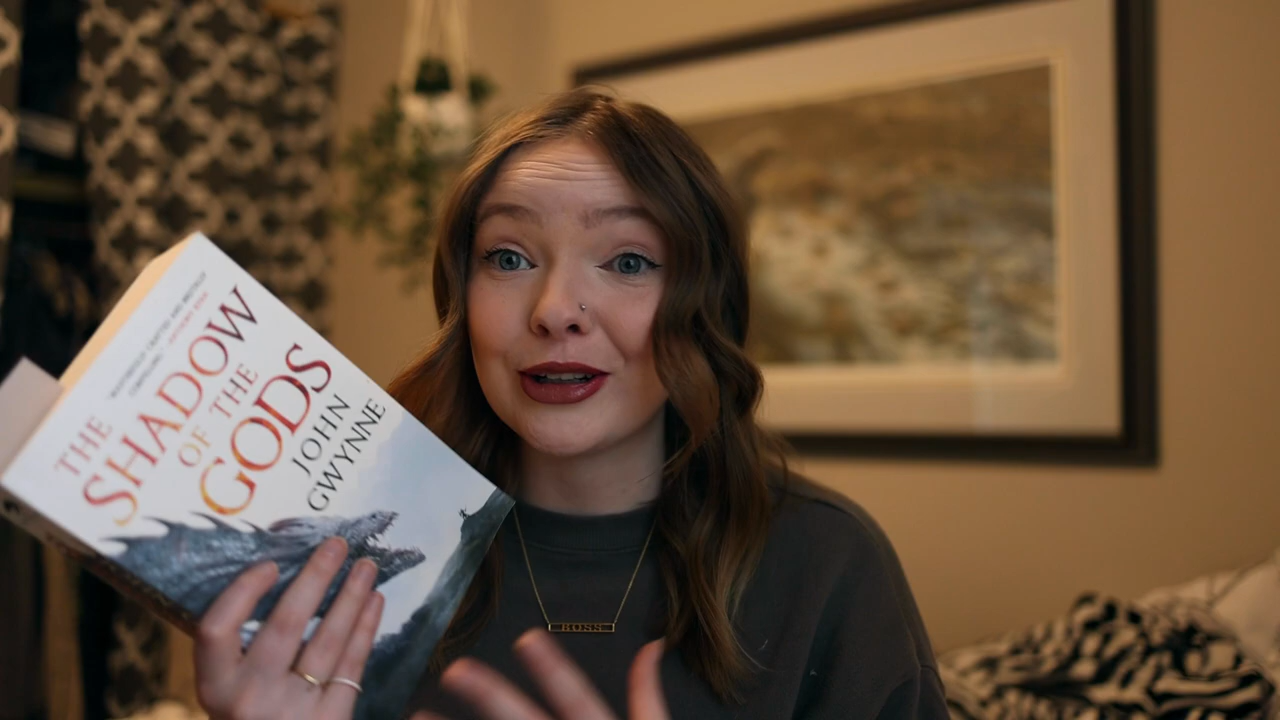 THE
SHADOW
OF THE
GODS
JOHN
GWYNNE